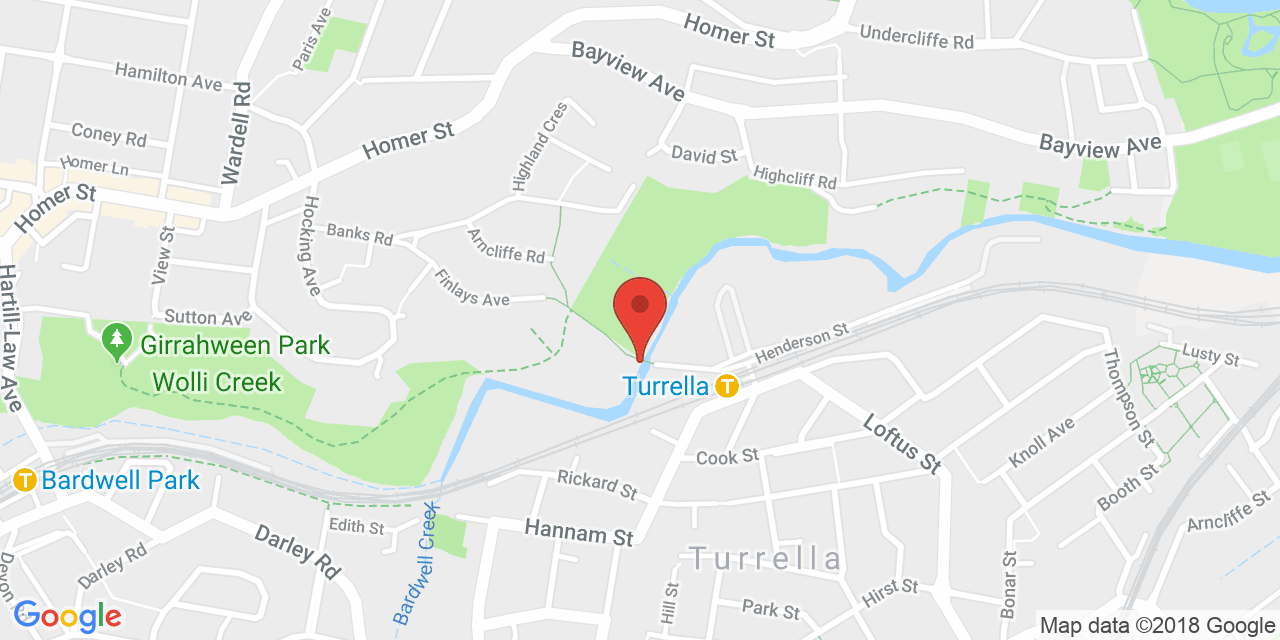 Homer St
Undercliffe Rd
Paris Ave
Hamilton Ave
Bayview Ave
Wardell Rd
Coney Rd
Homer St
Highland Cres
Bayview Ave
David St
Homer Ln
Highcliff Rd
Homer St
Hocking Ave
View St
Banks Rd
Arncliffe Rd
Finlays Ave
Hartill-Law Ave
Sutton Ave
Girrahween Park
Wolli Creek
Henderson St
Lusty St
Turrella
T
Thompson St
Loftus St
Knoll Ave
Cook St
T
Bardwell Park
Rickard St
Booth St
Edith St
Hannam St
Arncliffe St
Darley Rd
Darley Rd
Bardwell Creek
Devon
Turrella
Hill St
Park St
Hirst St
Bonar St
Google
Map data ©2018 Google